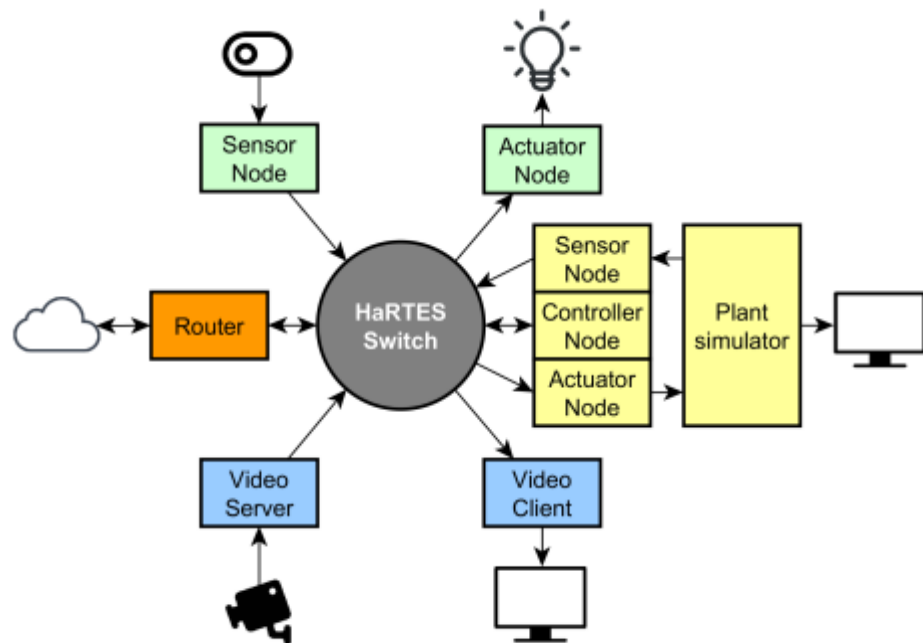 Sensor
Node
Actuator
Node
Sensor
Node
HaRTES
Switch
Router
Controller
Node
Plant
simulator
Actuator
Node
Video
Server
Video
Client